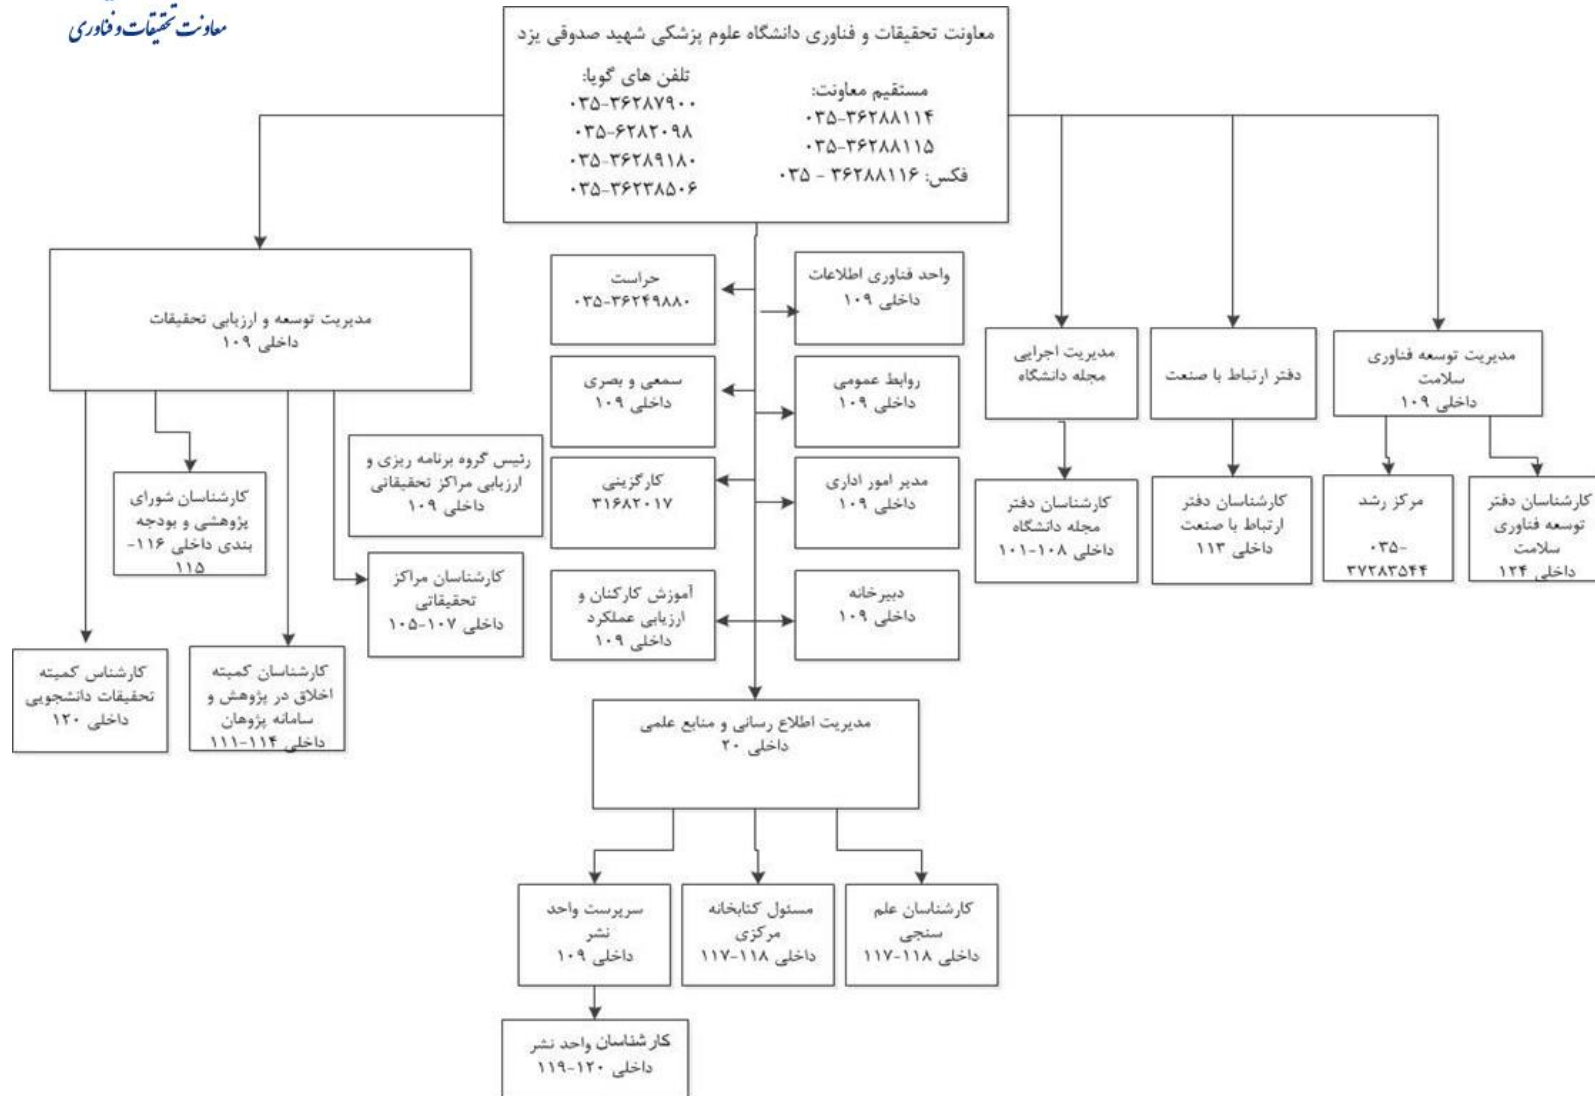 معاونت تحقیقات و فناوری
معاونت تحقیقات و فناوری دانشگاه علوم پزشکی شهید صدوقی یزد
مستقیم معاونت:
۰۳۵-۳۶۲۸۸۱۱۴
۰۳۵-۳۶۲۸۸۱۱۵
فکس: ۳۶۲۸۸۱۱۶ - ۰۳۵
تلفن های گویا:
۰۳۵-۳۶۲۸۷۹۰۰
۰۳۵-۶۲۸۲۰۹۸
۰۳۵-۳۶۲۸۹۱۸۰
۰۳۵-۳۶۲۳۸۵۰۶
واحد فناوری اطلاعات
داخلی ۱۰۹
حراست
۰۳۵-۳۶۲۴۹۸۸۰
روابط عمومی
داخلی ۱۰۹
سمعی و بصری
داخلی ۱۰۹
مدیر امور اداری
داخلی ۱۰۹
کارگزینی
۳۱۶۸۲۰۱۷
دبیرخانه
داخلی ۱۰۹
آموزش کارکنان و
ارزیابی عملکرد
داخلی ۱۰۹
مدیریت توسعه فناوری
سلامت
داخلی ۱۰۹
دفتر ارتباط با صنعت
مدیریت اجرایی
مجله دانشگاه
کارشناسان دفتر
توسعه فناوری
سلامت
داخلی ۱۲۴
مرکز رشد
۰۳۵-
۳۷۲۸۳۵۴۴
کارشناسان دفتر
ارتباط با صنعت
داخلی ۱۱۳
کارشناسان دفتر
مجله دانشگاه
داخلی ۱۰۸-۱۰۱
مدیریت توسعه و ارزیابی تحقیقات
داخلی ۱۰۹
رئیس گروه برنامه ریزی و
ارزیابی مراکز تحقیقاتی
داخلی ۱۰۹
کارشناسان شورای
پژوهشی و بودجه
بندی داخلی ۱۱۶-
۱۱۵
کارشناسان مراکز
تحقیقاتی
داخلی ۱۰۷-۱۰۵
کارشناسان کمیته
اخلاق در پژوهش و
سامانه پژوهان
داخلی ۱۱۴-۱۱۱
کارشناس کمیته
تحقیقات دانشجویی
داخلی ۱۲۰
مدیریت اطلاع رسانی و منابع علمی
داخلی ۲۰
کارشناسان علم
سنجی
داخلی ۱۱۸-۱۱۷
مسئول کتابخانه
مرکزی
داخلی ۱۱۸-۱۱۷
سرپرست واحد
نشر
داخلی ۱۰۹
کارشناسان واحد نشر
داخلی ۱۲۰-۱۱۹